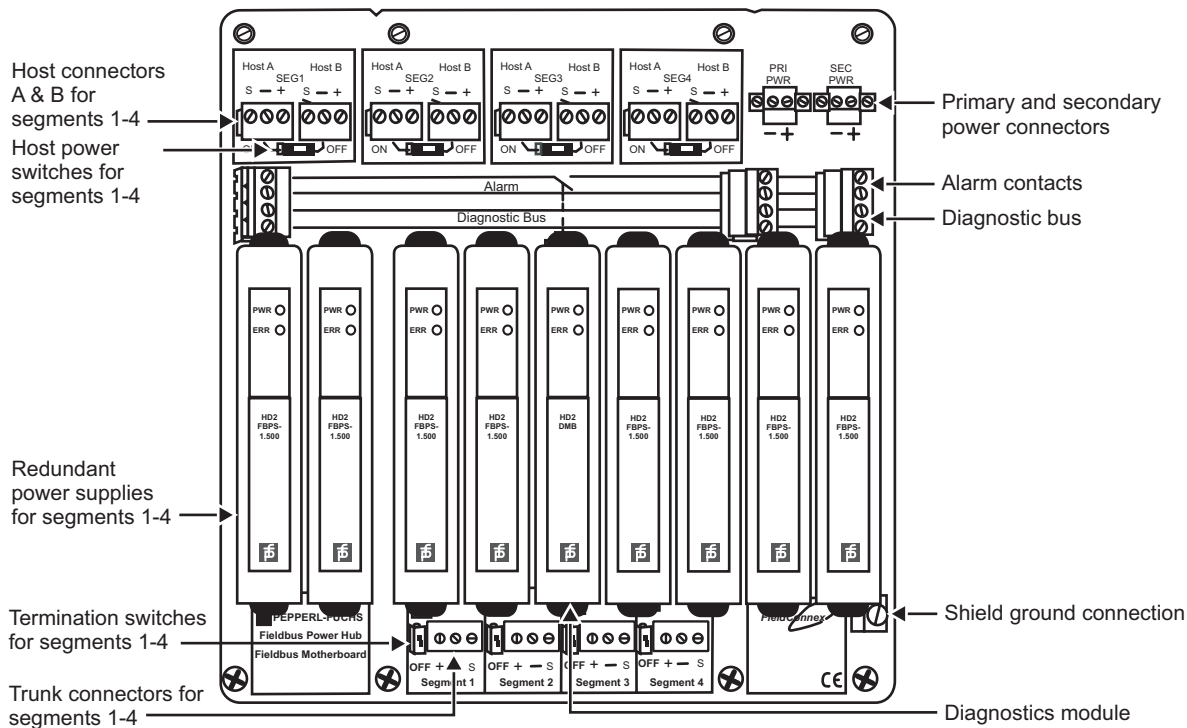 Host connectors
A & B for
segments 1-4
Host power
switches for
segments 1-4
Redundant
power supplies
for segments 1-4
Termination switches
for segments 1-4
Trunk connectors for
segments 1-4
Host A Host B
SEG1
S − + S − +
ON OFF
Host A Host B
SEG2
S − + S − +
ON OFF
Host A Host B
SEG3
S − + S − +
ON OFF
Host A Host B
SEG4
S − + S − +
ON OFF
PRI
PWR
− +
SEC
PWR
− +
Alarm
Diagnostic Bus
PWR
ERR
HD2
FBPS-
1.500
PWR
ERR
HD2
FBPS-
1.500
PWR
ERR
HD2
FBPS-
1.500
PWR
ERR
HD2
FBPS-
1.500
PWR
ERR
HD2
DMB
PWR
ERR
HD2
FBPS-
1.500
PWR
ERR
HD2
FBPS-
1.500
PWR
ERR
HD2
FBPS-
1.500
PWR
ERR
HD2
FBPS-
1.500
PEPPERL-FUCHS
Fieldbus Power Hub
Fieldbus Motherboard
OFF + − S
Segment 1
OFF + − S
Segment 2
OFF + − S
Segment 3
OFF + − S
Segment 4
FieldConnex
CE
Primary and secondary
power connectors
Alarm contacts
Diagnostic bus
Shield ground connection
Diagnostics module